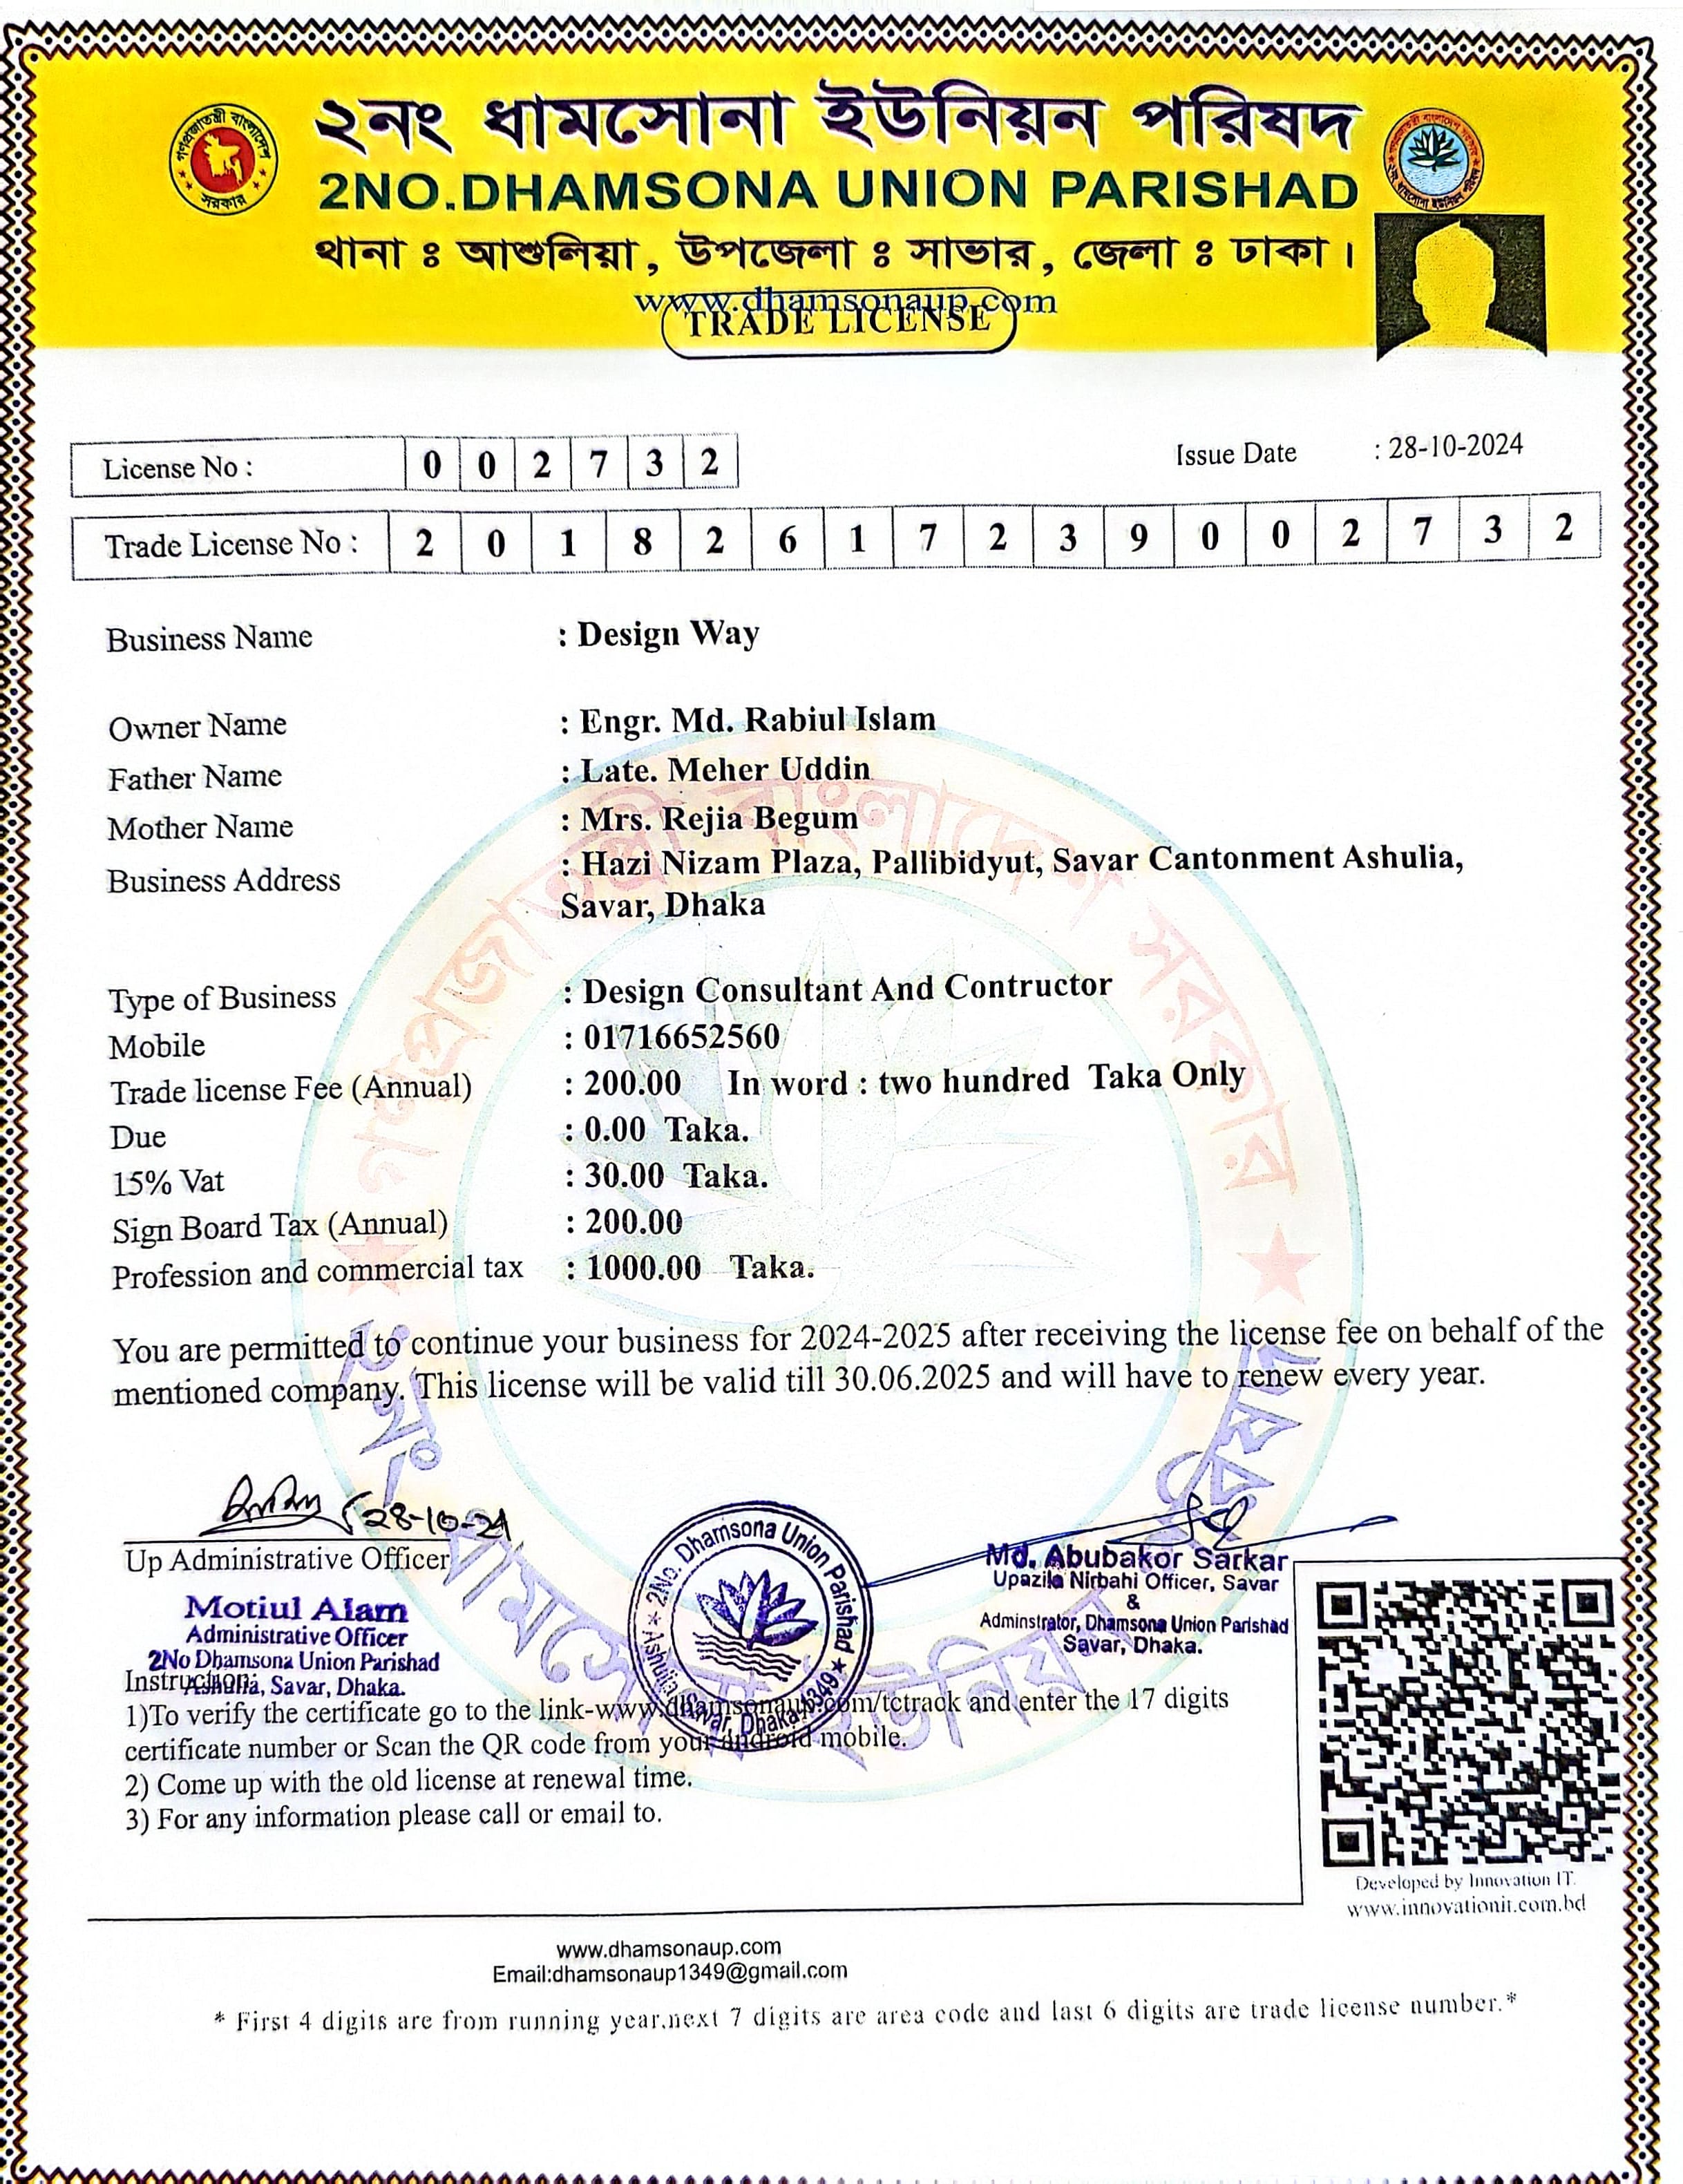 ২নং ধামসোনা ইউনিয়ন পরিষদ
2NO.DHAMSONA UNION PARISHAD
থানা ঃ আশুলিয়া, উপজেলা ঃ সাভার, জেলা ঃ ঢাকা।
www.dhamsonaup.com
TRADE LICENSE
গণপ্রজাতন্ত্রী বাংলাদেশ
সরকার
License No : 0 0 2 7 3 2
Issue Date : 28-10-2024
Trade License No : 2 0 1 8 2 6 1 7 2 3 9 0 0 2 7 3 2
Business Name : Design Way
Owner Name : Engr. Md. Rabiul Islam
Father Name : Late. Meher Uddin
Mother Name : Mrs. Rejia Begum
Business Address : Hazi Nizam Plaza, Pallibidyut, Savar Cantonment Ashulia,
Savar, Dhaka
Type of Business : Design Consultant And Contructor
Mobile : 01716652560
Trade license Fee (Annual) : 200.00 In word : two hundred Taka Only
Due : 0.00 Taka.
15% Vat : 30.00 Taka.
Sign Board Tax (Annual) : 200.00
Profession and commercial tax : 1000.00 Taka.
You are permitted to continue your business for 2024-2025 after receiving the license fee on behalf of the
mentioned company. This license will be valid till 30.06.2025 and will have to renew every year.
গণপ্রজাতন্ত্রী বাংলাদেশ সরকার
২নং ধামসোনা ইউনিয়ন পরিষদ
28-10-24
Up Administrative Officer
Motiul Alam
Administrative Officer
2No Dhamsona Union Parishad
Ashulia, Savar, Dhaka.
2No. Dhamsona Union Parishad
Ashulia, Savar, Dhaka-1349
Md. Abubakor Sarkar
Upazila Nirbahi Officer, Savar
&
Adminstrator, Dhamsona Union Parishad
Savar, Dhaka.
Instruction:
1)To verify the certificate go to the link-www.dhamsonaup.com/tctrack and enter the 17 digits
certificate number or Scan the QR code from your android mobile.
2) Come up with the old license at renewal time.
3) For any information please call or email to.
Developed by Innovation IT.
www.innovationit.com.bd
www.dhamsonaup.com
Email:dhamsonaup1349@gmail.com
* First 4 digits are from running year,next 7 digits are area code and last 6 digits are trade license number.*